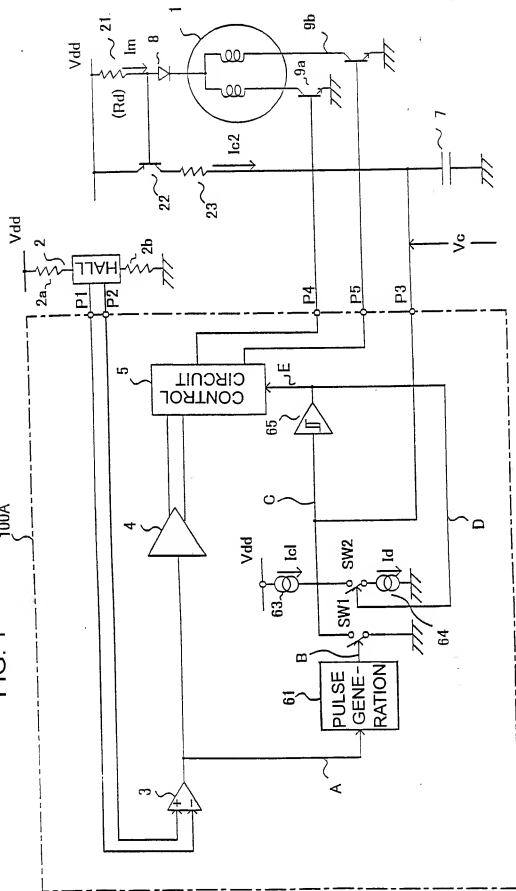 FIG. 1
100A
Vdd
21
Im
(Rd)
8
1
9b
9a
22
23
Ic2
7
Vc
Vdd
2
2a
HALL
2b
P1
P2
P4
P5
P3
5
CONTROL
CIRCUIT
E
65
4
C
D
Vdd
Icl
63
SW2
SW1
Id
64
B
61
PULSE
GENE-
RATION
3
+
-
A